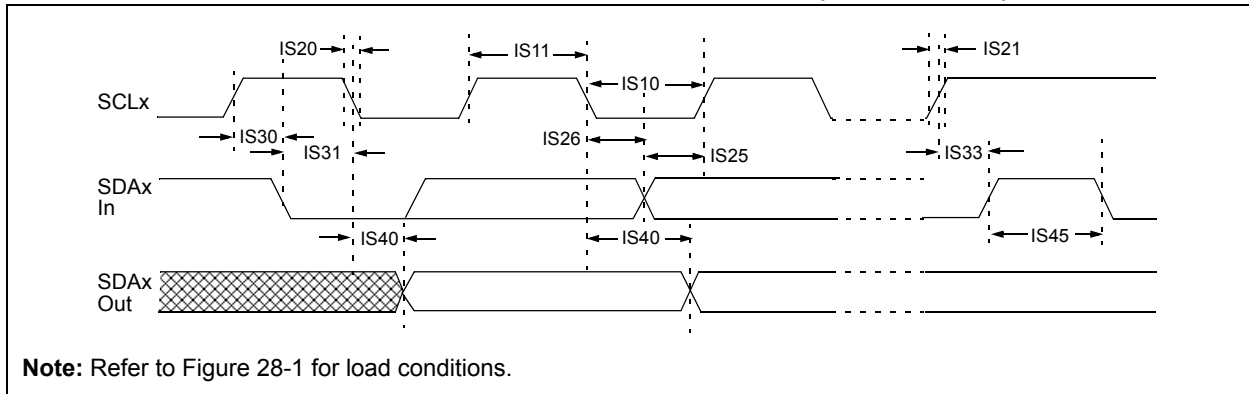 IS20
IS11
IS21
IS10
SCLx
IS30
IS26
IS31
IS25
IS33
SDAx
In
IS40
IS40
IS45
SDAx
Out
Note: Refer to Figure 28-1 for load conditions.